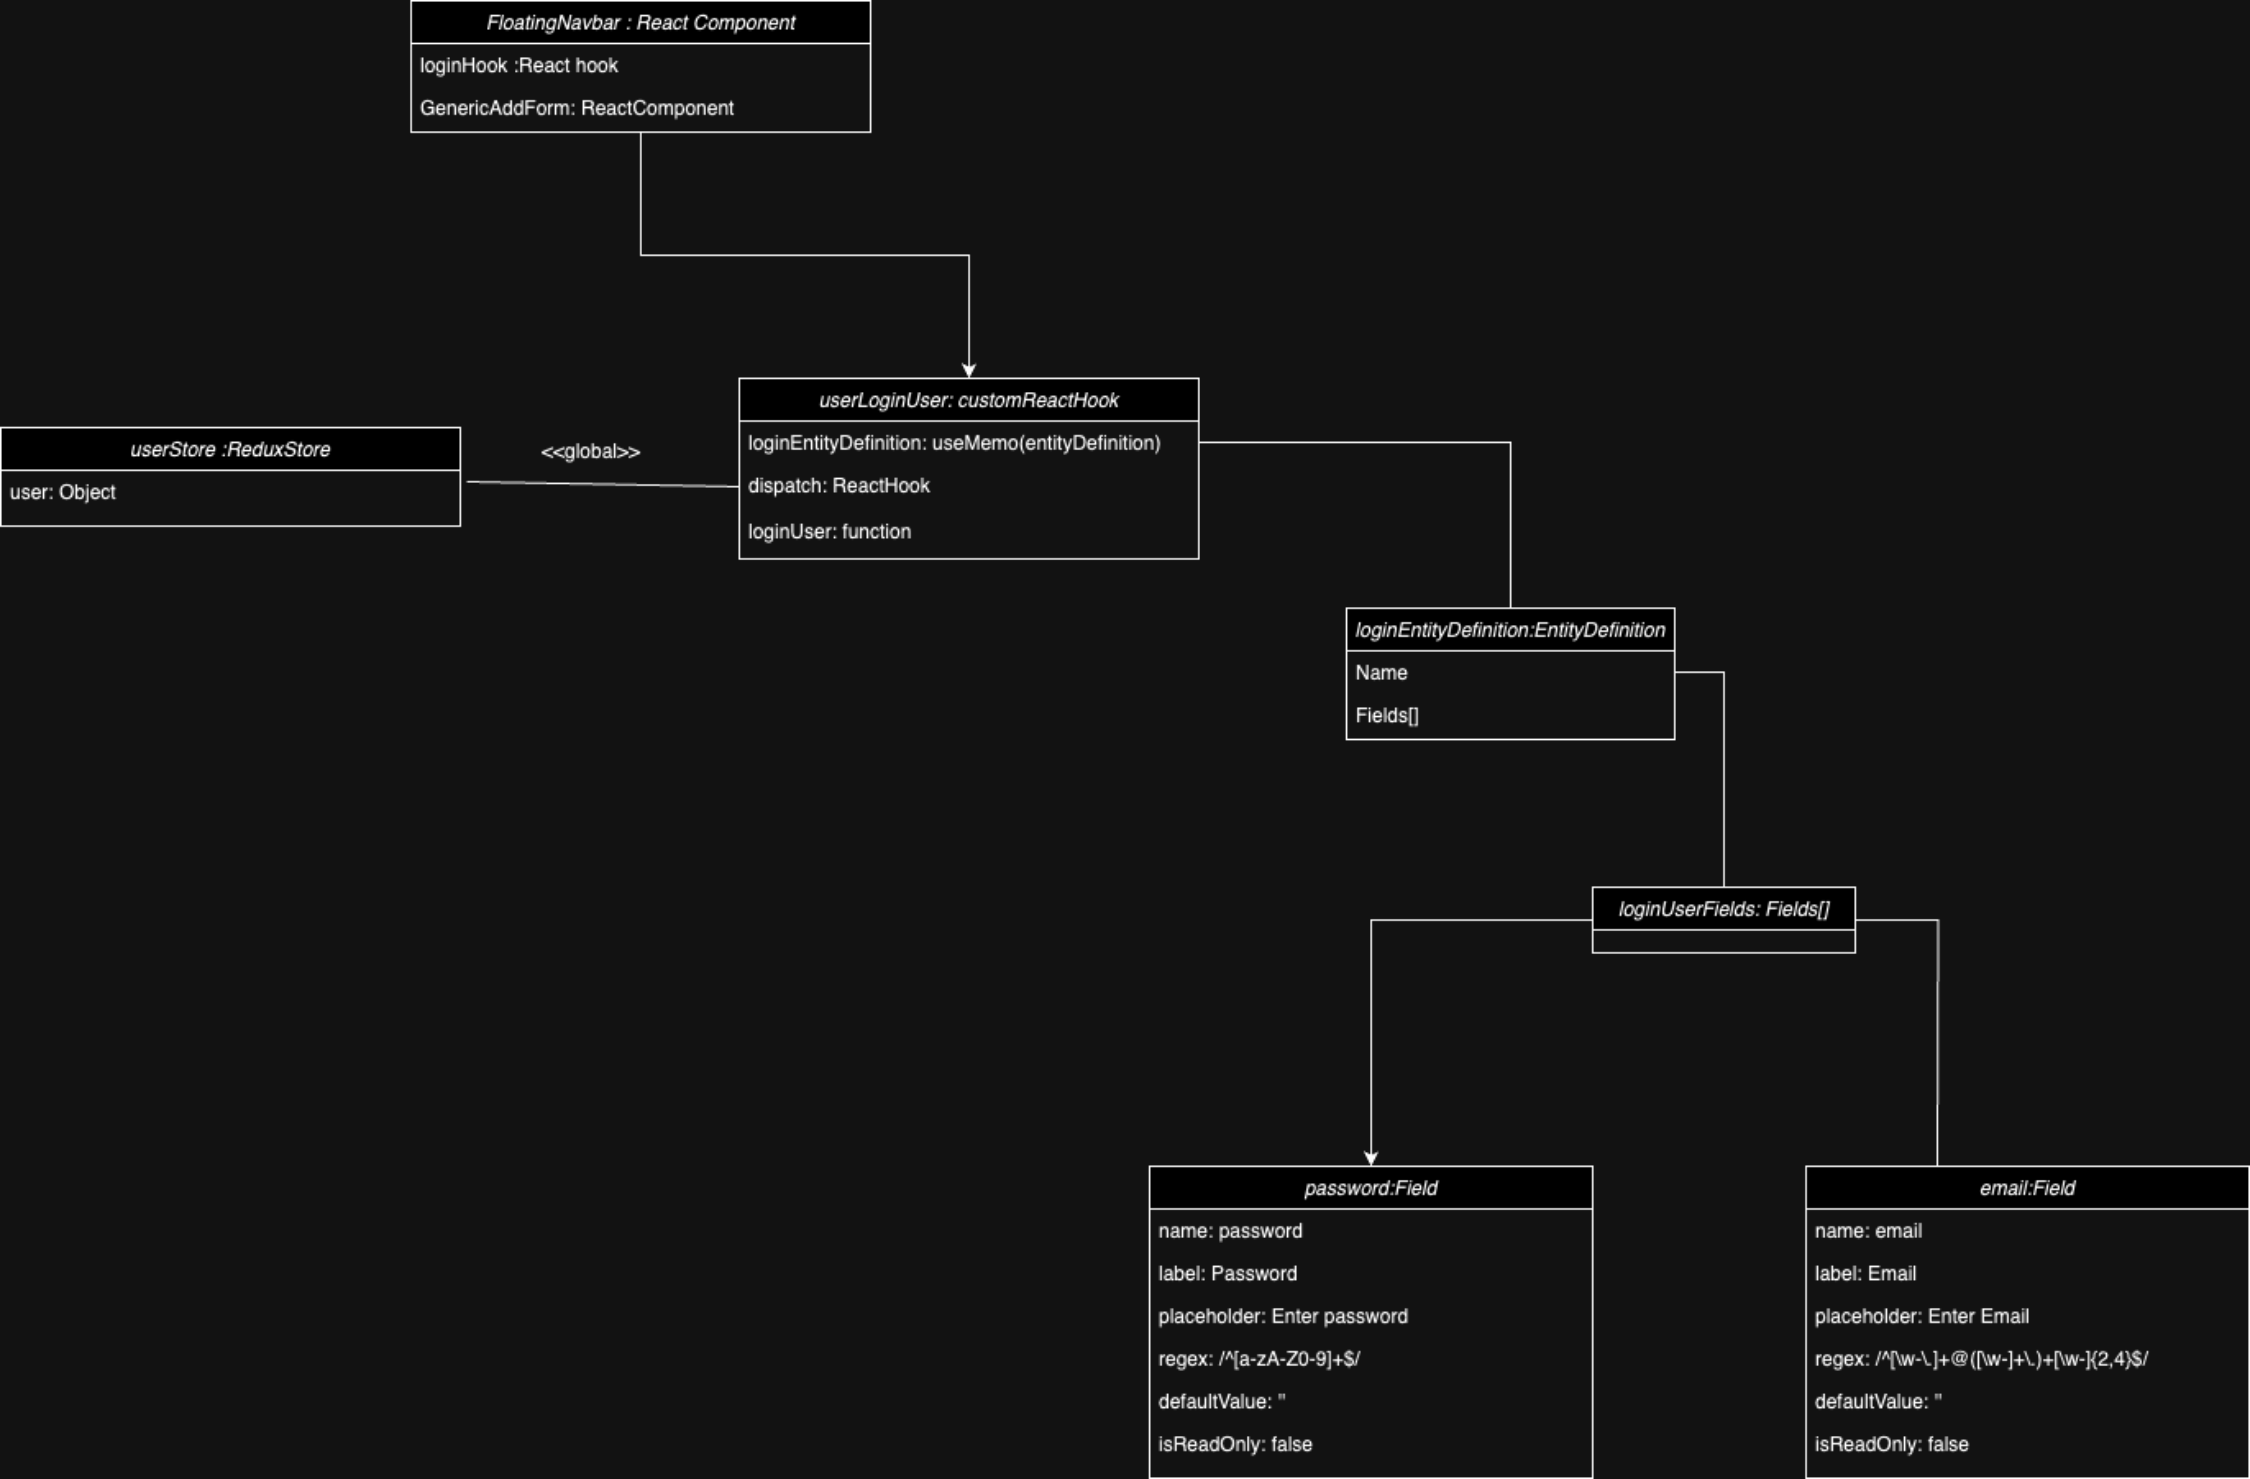 FloatingNavbar : React Component
loginHook :React hook
GenericAddForm: ReactComponent
userStore :ReduxStore
user: Object
<<global>>
userLoginUser: customReactHook
loginEntityDefinition: useMemo(entityDefinition)
dispatch: ReactHook
loginUser: function
loginEntityDefinition:EntityDefinition
Name
Fields[]
loginUserFields: Fields[]
password:Field
name: password
label: Password
placeholder: Enter password
regex: /^[a-zA-Z0-9]+$/
defaultValue: ''
isReadOnly: false
email:Field
name: email
label: Email
placeholder: Enter Email
regex: /^[\w-\.]+@([\w-]+\.)+[\w-]{2,4}$/
defaultValue: ''
isReadOnly: false